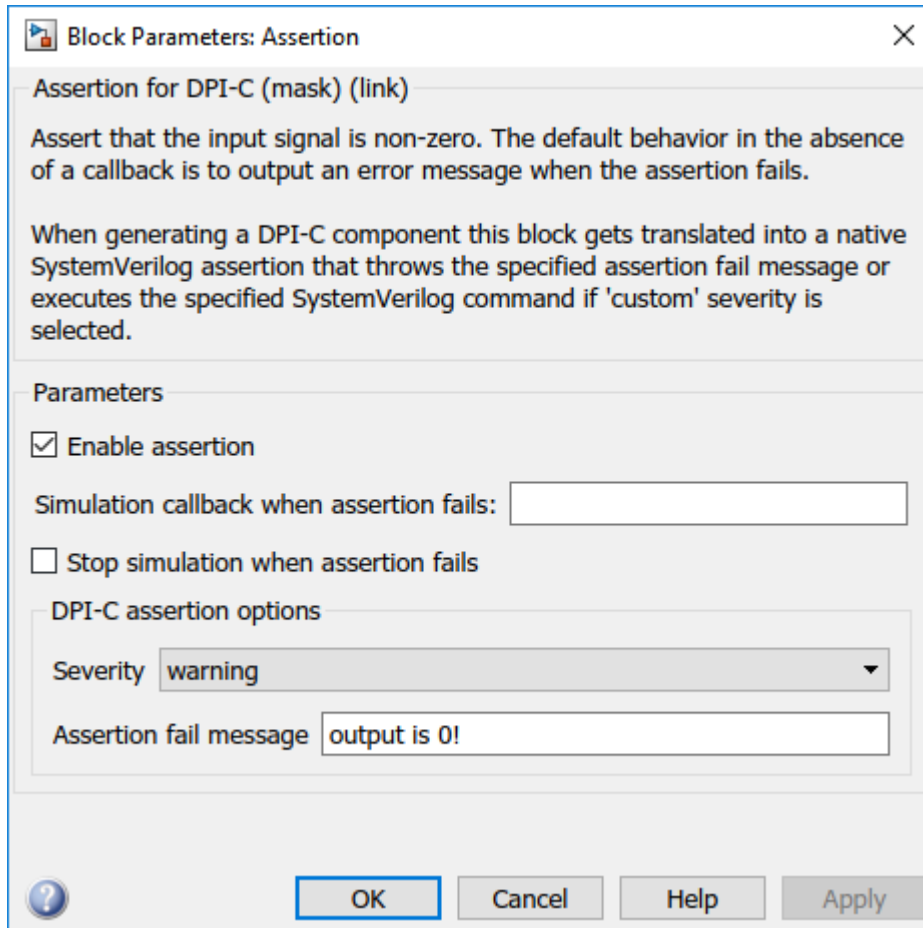 Block Parameters: Assertion
Assertion for DPI-C (mask) (link)
Assert that the input signal is non-zero. The default behavior in the absence
of a callback is to output an error message when the assertion fails.
When generating a DPI-C component this block gets translated into a native
SystemVerilog assertion that throws the specified assertion fail message or
executes the specified SystemVerilog command if 'custom' severity is
selected.
Parameters
Enable assertion
Simulation callback when assertion fails:
Stop simulation when assertion fails
DPI-C assertion options
Severity warning
Assertion fail message output is 0!
? OK Cancel Help Apply